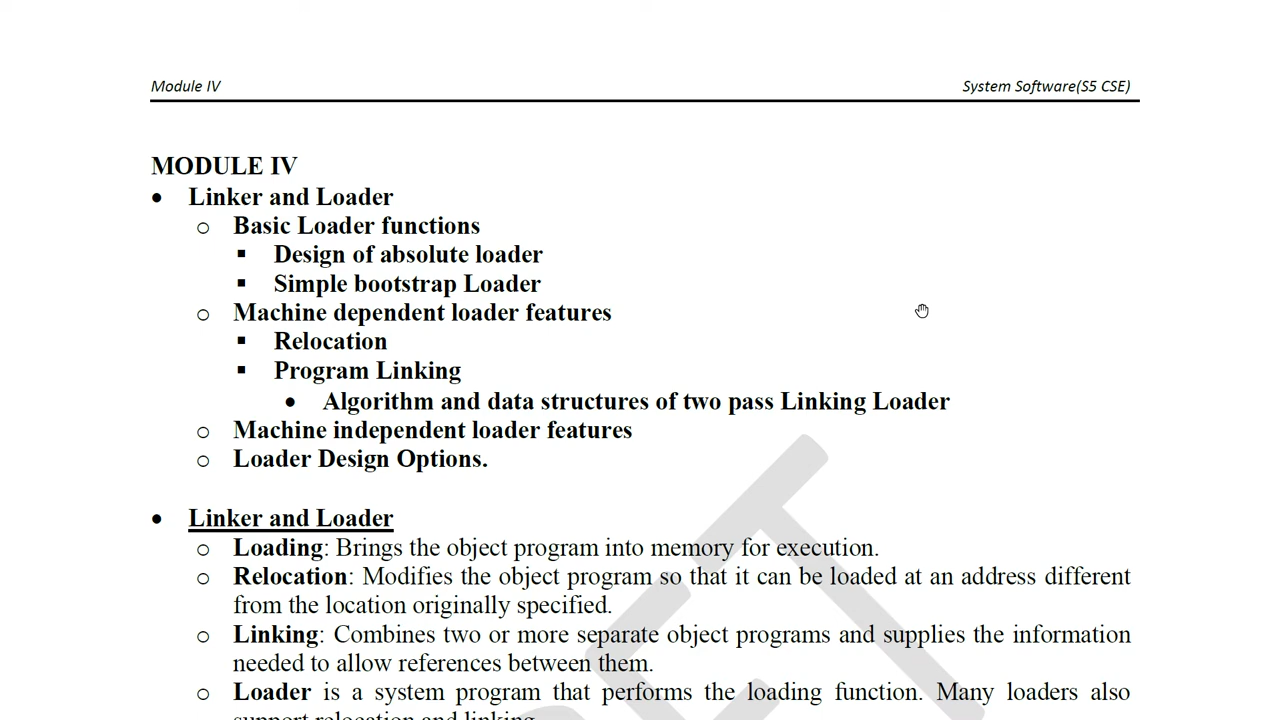 Module IV
System Software(S5 CSE)
MODULE IV
• Linker and Loader
o Basic Loader functions
▪ Design of absolute loader
▪ Simple bootstrap Loader
o Machine dependent loader features
▪ Relocation
▪ Program Linking
• Algorithm and data structures of two pass Linking Loader
o Machine independent loader features
o Loader Design Options.
• Linker and Loader
o Loading: Brings the object program into memory for execution.
o Relocation: Modifies the object program so that it can be loaded at an address different
from the location originally specified.
o Linking: Combines two or more separate object programs and supplies the information
needed to allow references between them.
o Loader is a system program that performs the loading function. Many loaders also
support relocation and linking.